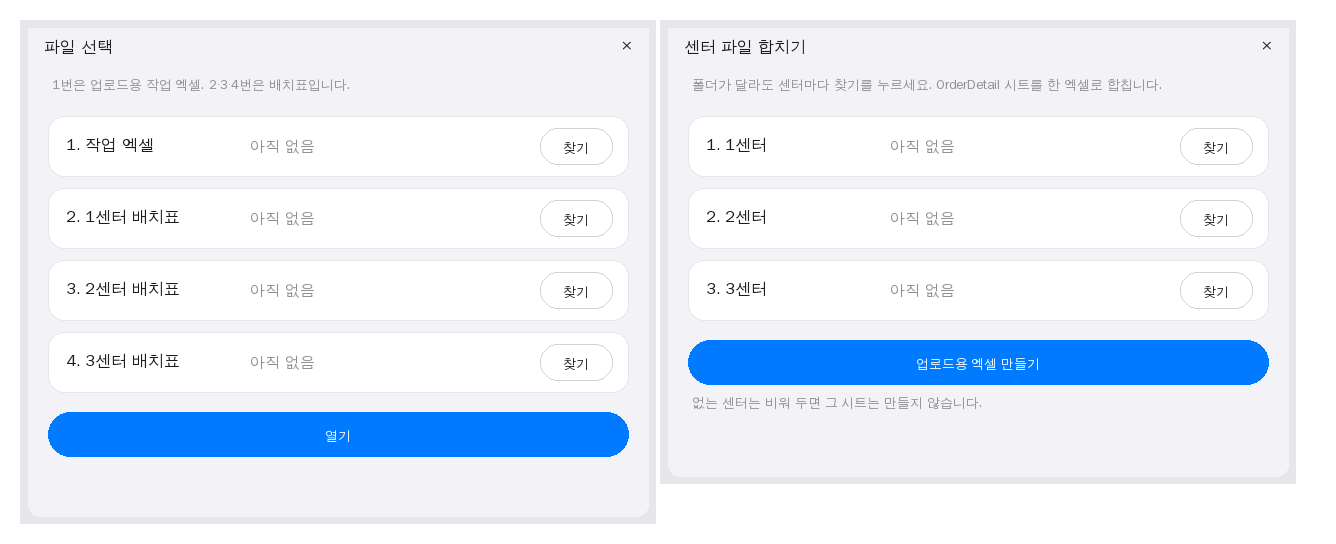 파일 선택
×
1번은 업로드용 작업 엑셀. 2·3·4번은 배치표입니다.
1. 작업 엑셀 아직 없음 찾기
2. 1센터 배치표 아직 없음 찾기
3. 2센터 배치표 아직 없음 찾기
4. 3센터 배치표 아직 없음 찾기
열기
센터 파일 합치기
×
폴더가 달라도 센터마다 찾기를 누르세요. OrderDetail 시트를 한 엑셀로 합칩니다.
1. 1센터 아직 없음 찾기
2. 2센터 아직 없음 찾기
3. 3센터 아직 없음 찾기
업로드용 엑셀 만들기
없는 센터는 비워 두면 그 시트는 만들지 않습니다.